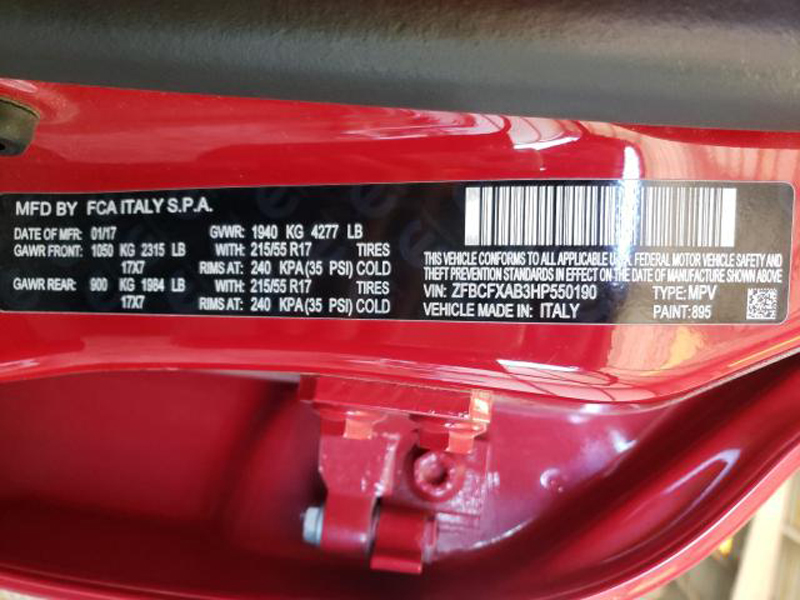 MFD BY FCA ITALY S.P.A.
DATE OF MFR: 01/17 GVWR: 1940 KG 4277 LB
GAWR FRONT: 1050 KG 2315 LB WITH: 215/55 R17 TIRES
17X7 RIMS AT: 240 KPA (35 PSI) COLD
GAWR REAR: 900 KG 1984 LB WITH: 215/55 R17 TIRES
17X7 RIMS AT: 240 KPA (35 PSI) COLD
THIS VEHICLE CONFORMS TO ALL APPLICABLE U.S. FEDERAL MOTOR VEHICLE SAFETY AND
THEFT PREVENTION STANDARDS IN EFFECT ON THE DATE OF MANUFACTURE SHOWN ABOVE.
VIN: ZFBCFXAB3HP550190 TYPE: MPV
VEHICLE MADE IN: ITALY PAINT: 895